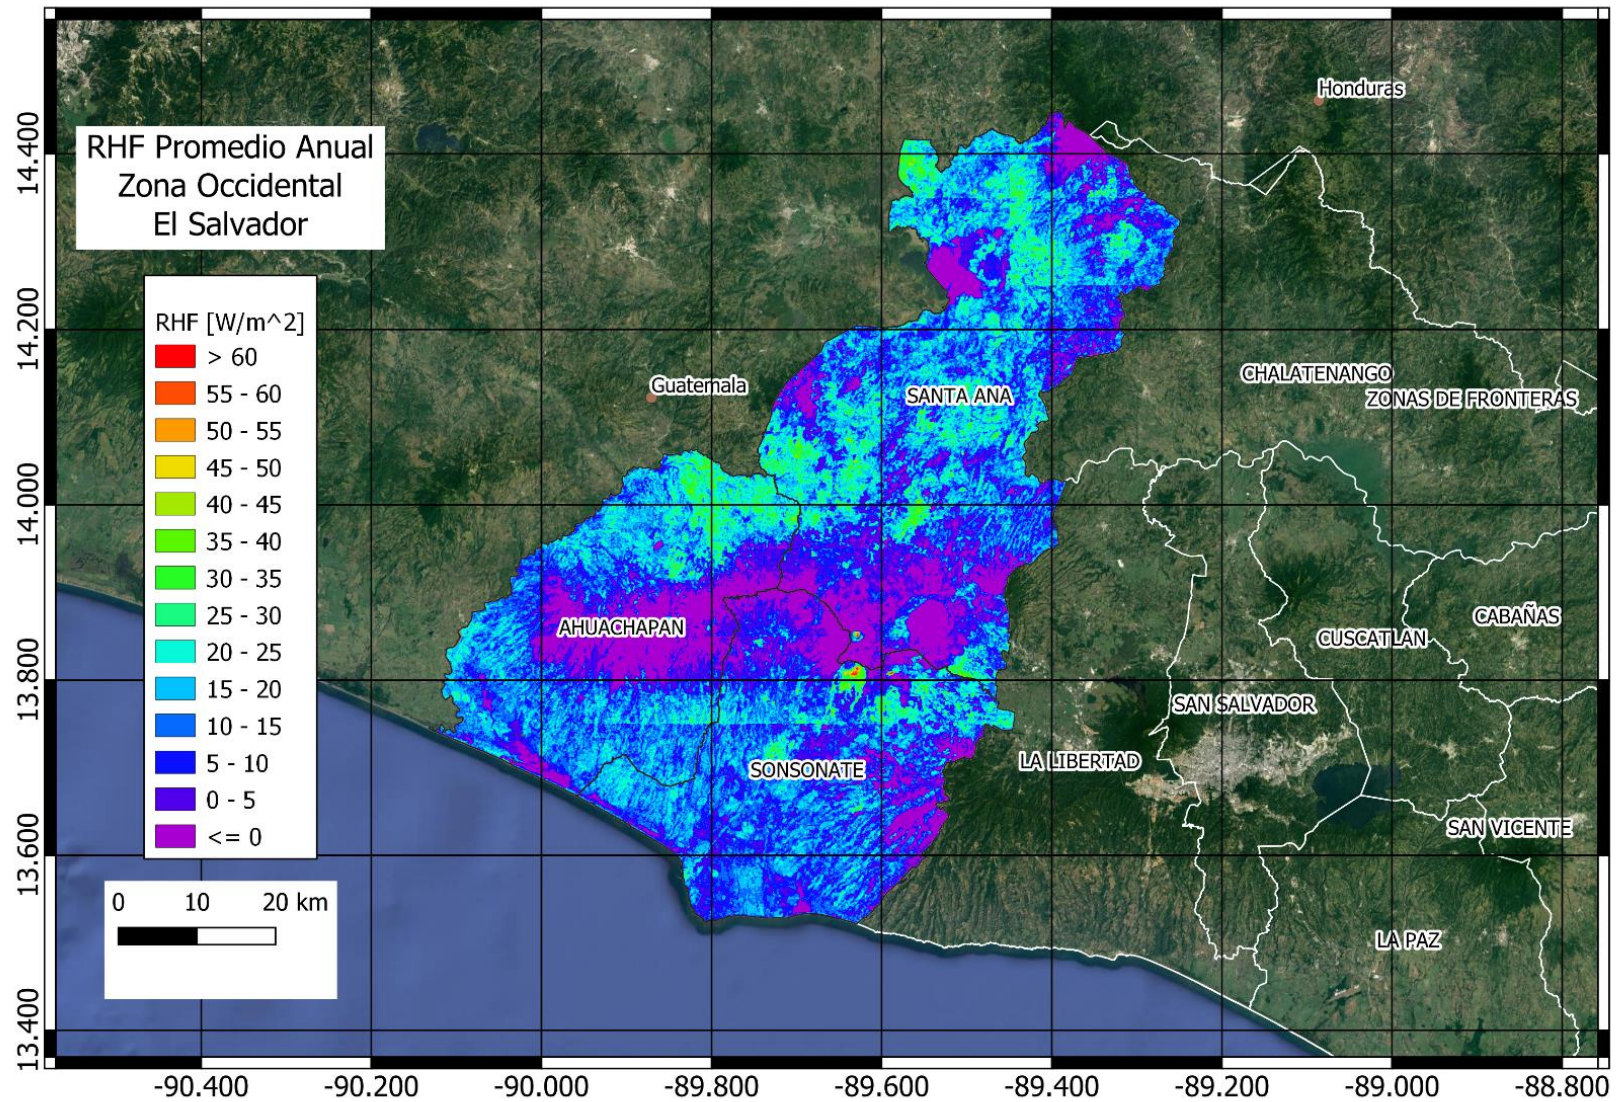 RHF Promedio Anual
Zona Occidental
El Salvador
RHF [W/m^2]
> 60
55 - 60
50 - 55
45 - 50
40 - 45
35 - 40
30 - 35
25 - 30
20 - 25
15 - 20
10 - 15
5 - 10
0 - 5
<= 0
0 10 20 km
Honduras
Guatemala
SANTA ANA
CHALATENANGO
ZONAS DE FRONTERAS
AHUACHAPAN
CABAÑAS
CUSCATLAN
SAN SALVADOR
SONSONATE
LA LIBERTAD
SAN VICENTE
LA PAZ
14.400
14.200
14.000
13.800
13.600
13.400
-90.400 -90.200 -90.000 -89.800 -89.600 -89.400 -89.200 -89.000 -88.800